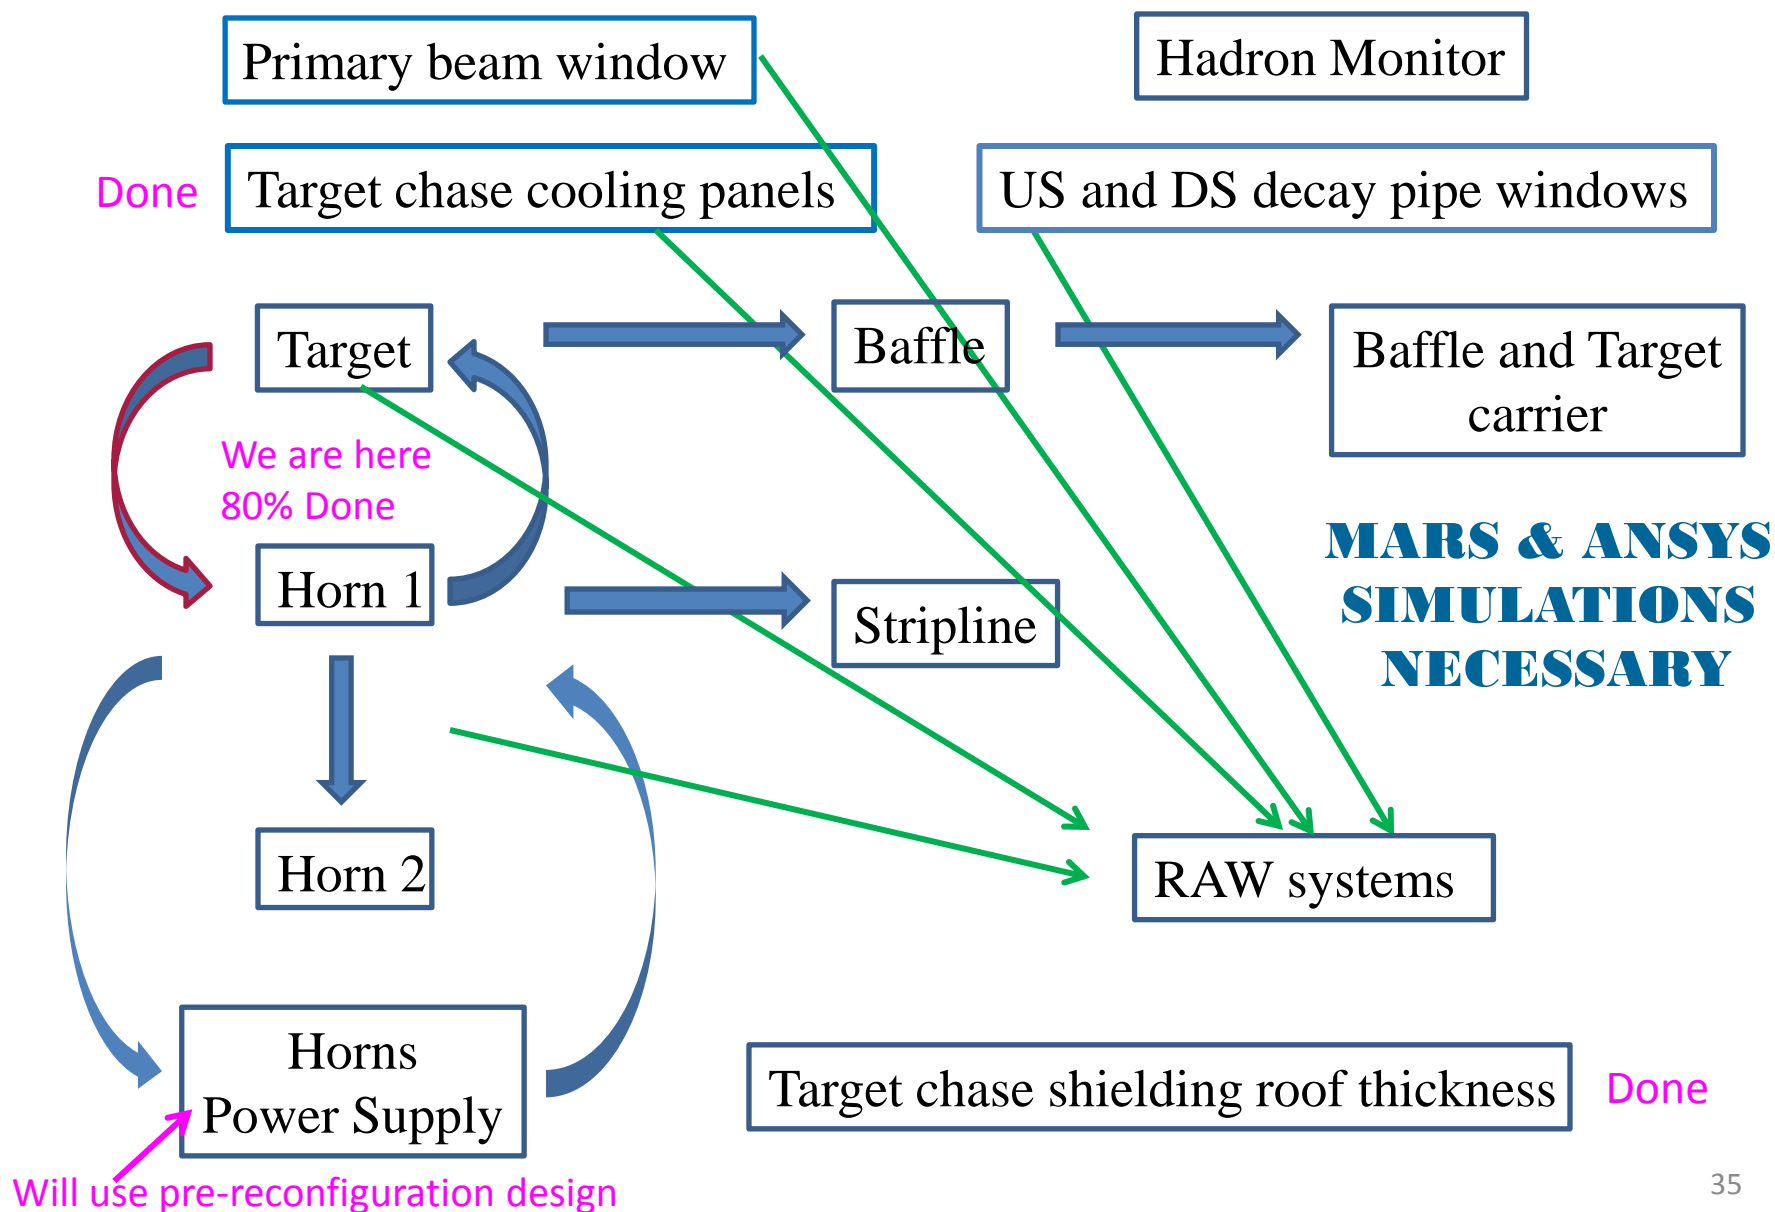 Primary beam window
Hadron Monitor
Done
Target chase cooling panels
US and DS decay pipe windows
Target
Baffle
Baffle and Target
carrier
We are here
80% Done
MARS & ANSYS
SIMULATIONS
NECESSARY
Horn 1
Stripline
Horn 2
RAW systems
Horns
Power Supply
Target chase shielding roof thickness
Done
Will use pre-reconfiguration design
35